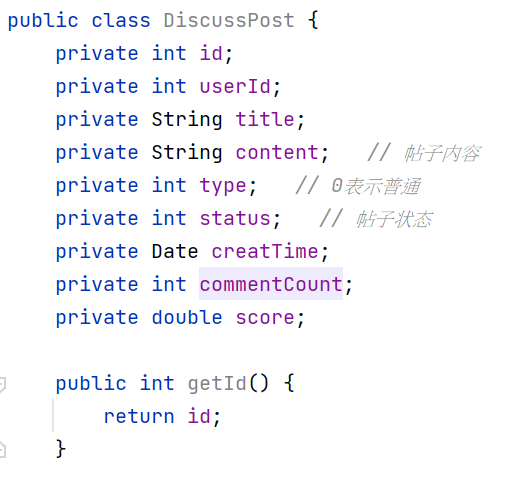 public class DiscussPost {
private int id;
private int userId;
private String title;
private String content;   // 帖子内容
private int type;   // 0表示普通
private int status;   // 帖子状态
private Date creatTime;
private int commentCount;
private double score;
public int getId() {
return id;
}